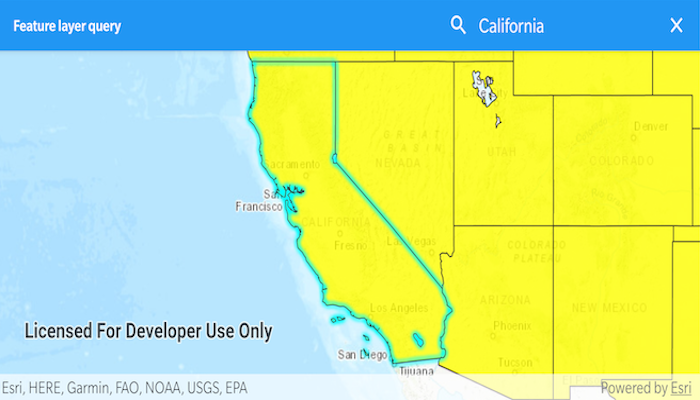 Feature layer query
California
GREAT
BASIN
NEVADA
UTAH
Denver
COLORADO
Sacramento
San
Francisco
CALIFORNIA
Fresno
Las Vegas
COLORADO
PLATEAU
Los Angeles
ARIZONA
NEW MEXICO
Phoenix
Licensed For Developer Use Only
San Diego
Tucson
Tijuana
Esri, HERE, Garmin, FAO, NOAA, USGS, EPA
Powered by Esri